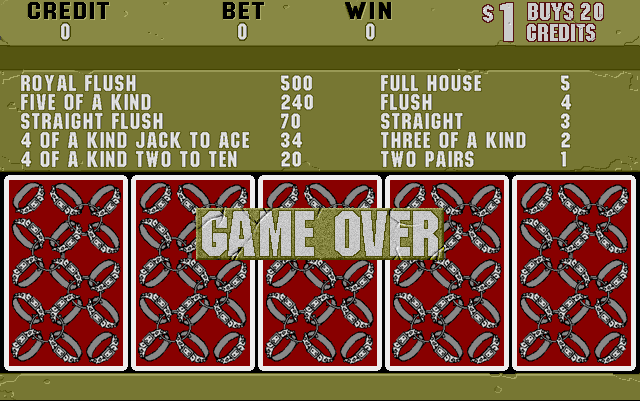 CREDIT BET WIN $1 BUYS 20
0 0 0 CREDITS
ROYAL FLUSH 500 FULL HOUSE 5
FIVE OF A KIND 240 FLUSH 4
STRAIGHT FLUSH 70 STRAIGHT 3
4 OF A KIND JACK TO ACE 34 THREE OF A KIND 2
4 OF A KIND TWO TO TEN 20 TWO PAIRS 1
GAME OVER